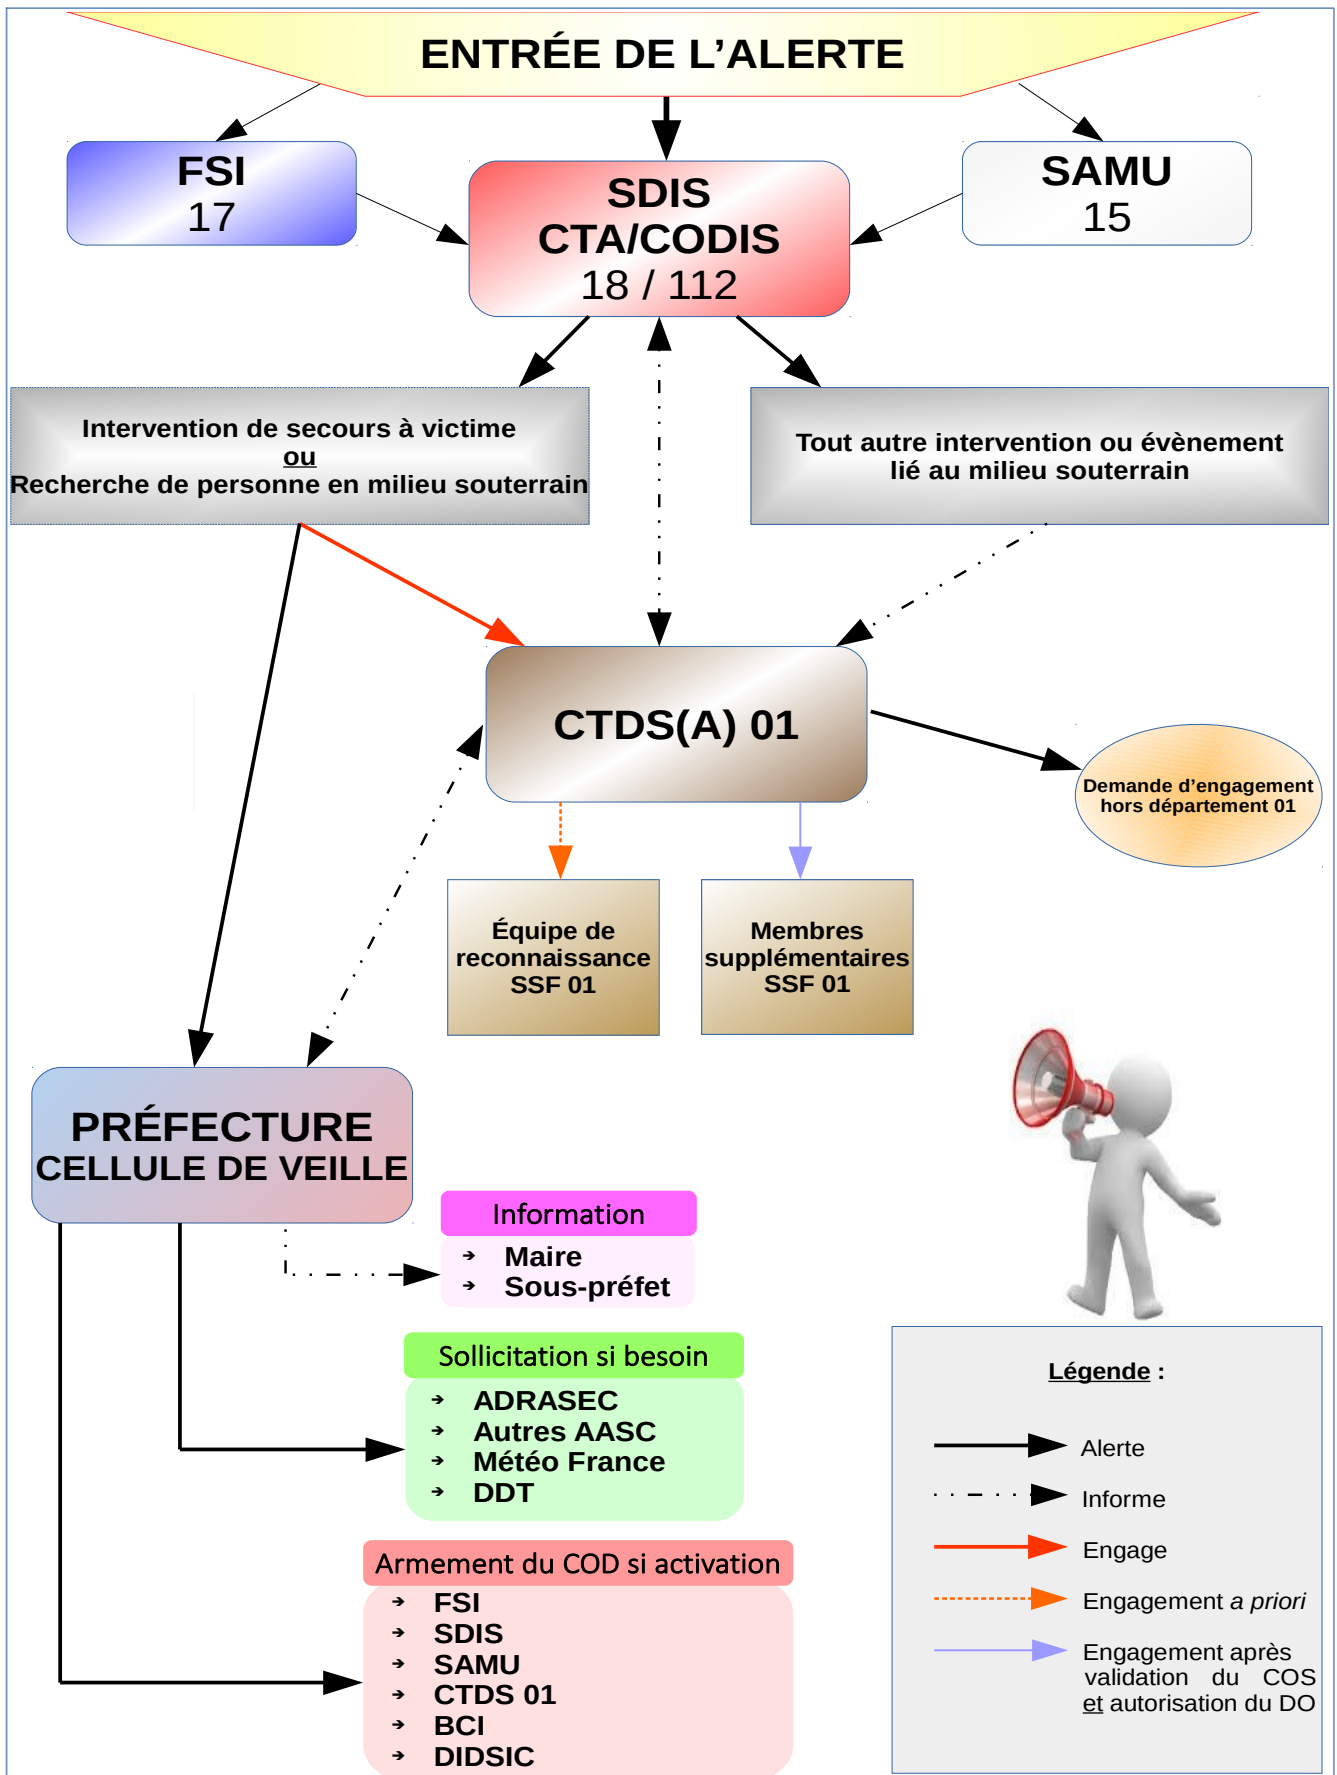 ENTRÉE DE L’ALERTE
FSI
17
SDIS
CTA/CODIS
18 / 112
SAMU
15
Intervention de secours à victime
ou
Recherche de personne en milieu souterrain
Tout autre intervention ou évènement
lié au milieu souterrain
CTDS(A) 01
Demande d’engagement
hors département 01
Équipe de
reconnaissance
SSF 01
Membres
supplémentaires
SSF 01
PRÉFECTURE
CELLULE DE VEILLE
Information
➔ Maire
➔ Sous-préfet
Sollicitation si besoin
➔ ADRASEC
➔ Autres AASC
➔ Météo France
➔ DDT
Armement du COD si activation
➔ FSI
➔ SDIS
➔ SAMU
➔ CTDS 01
➔ BCI
➔ DIDSIC
Légende :
Alerte
Informe
Engage
Engagement a priori
Engagement après
validation du COS
et autorisation du DO